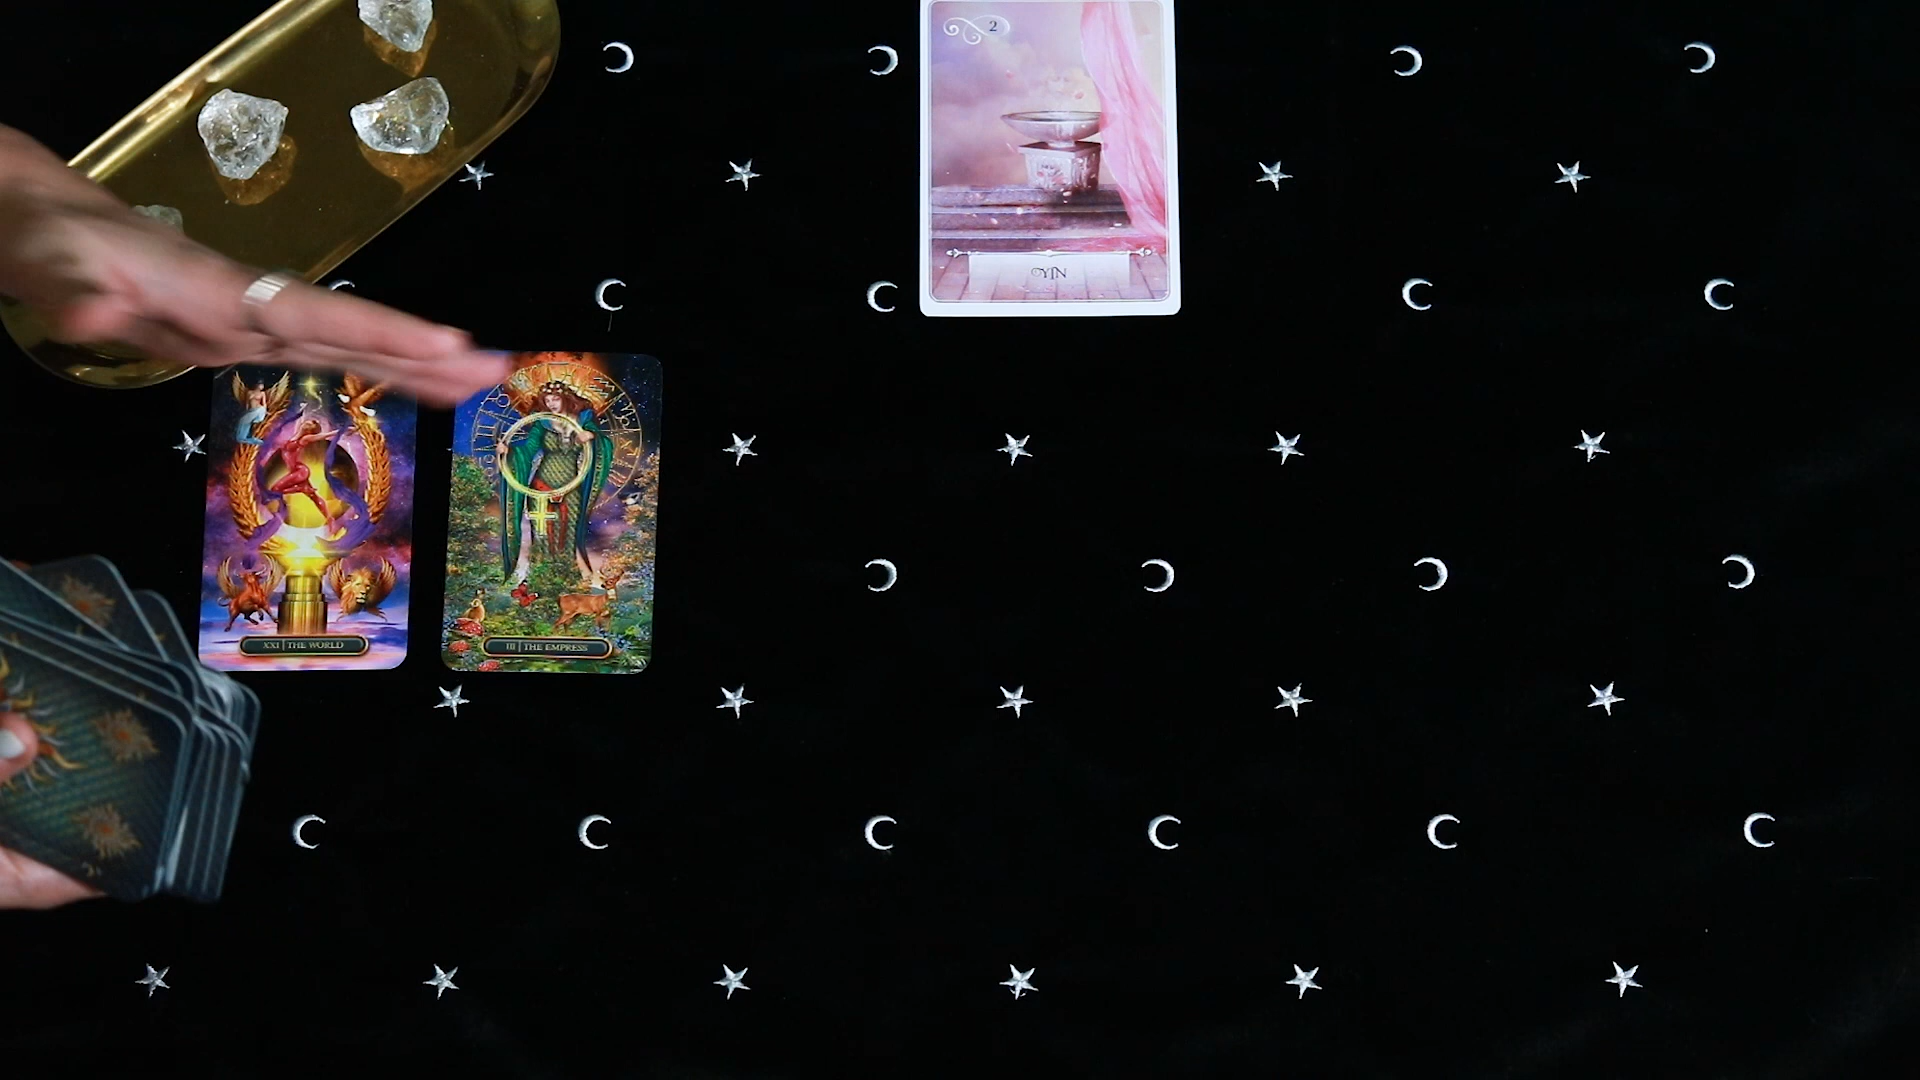 2
YIN
XXI | THE WORLD
III | THE EMPRESS